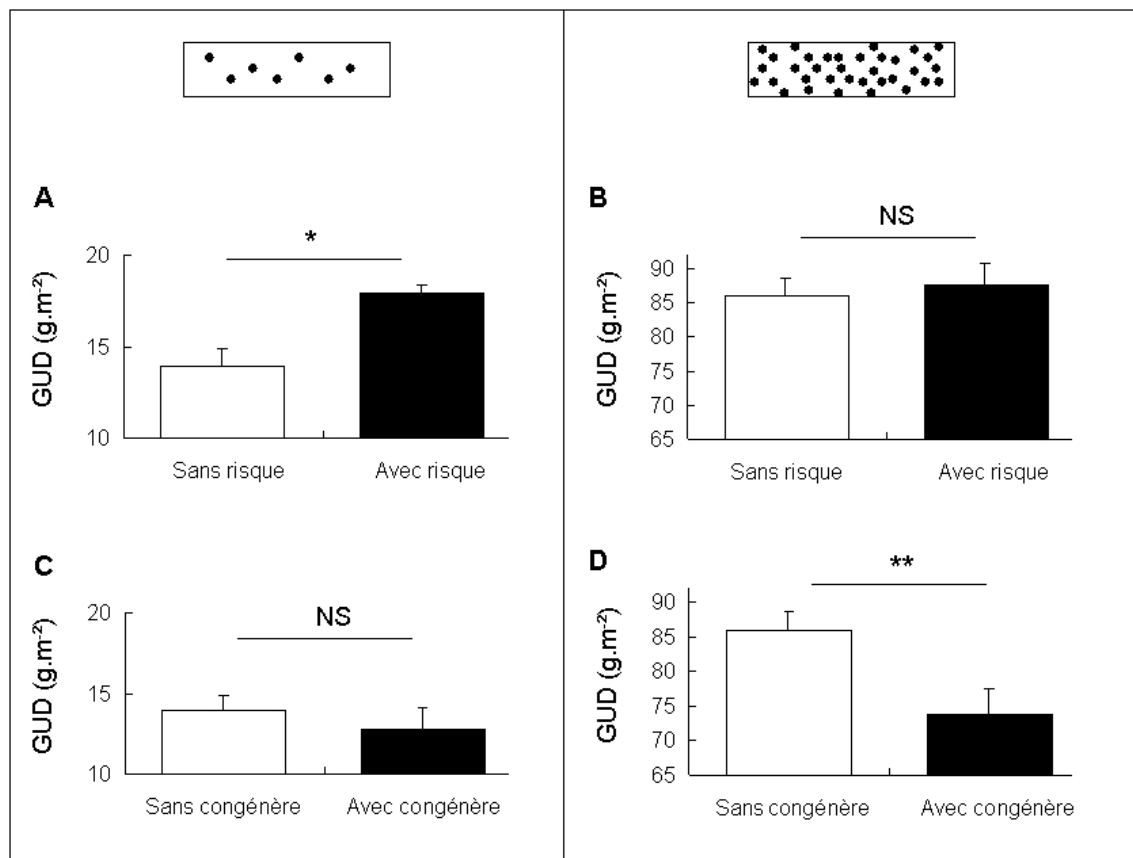 A
*
GUD (g.m-²)
20
15
10
Sans risque
Avec risque
B
NS
GUD (g.m-²)
90
85
80
75
70
65
Sans risque
Avec risque
C
NS
GUD (g.m-²)
20
15
10
Sans congénère
Avec congénère
D
**
GUD (g.m-²)
90
85
80
75
70
65
Sans congénère
Avec congénère